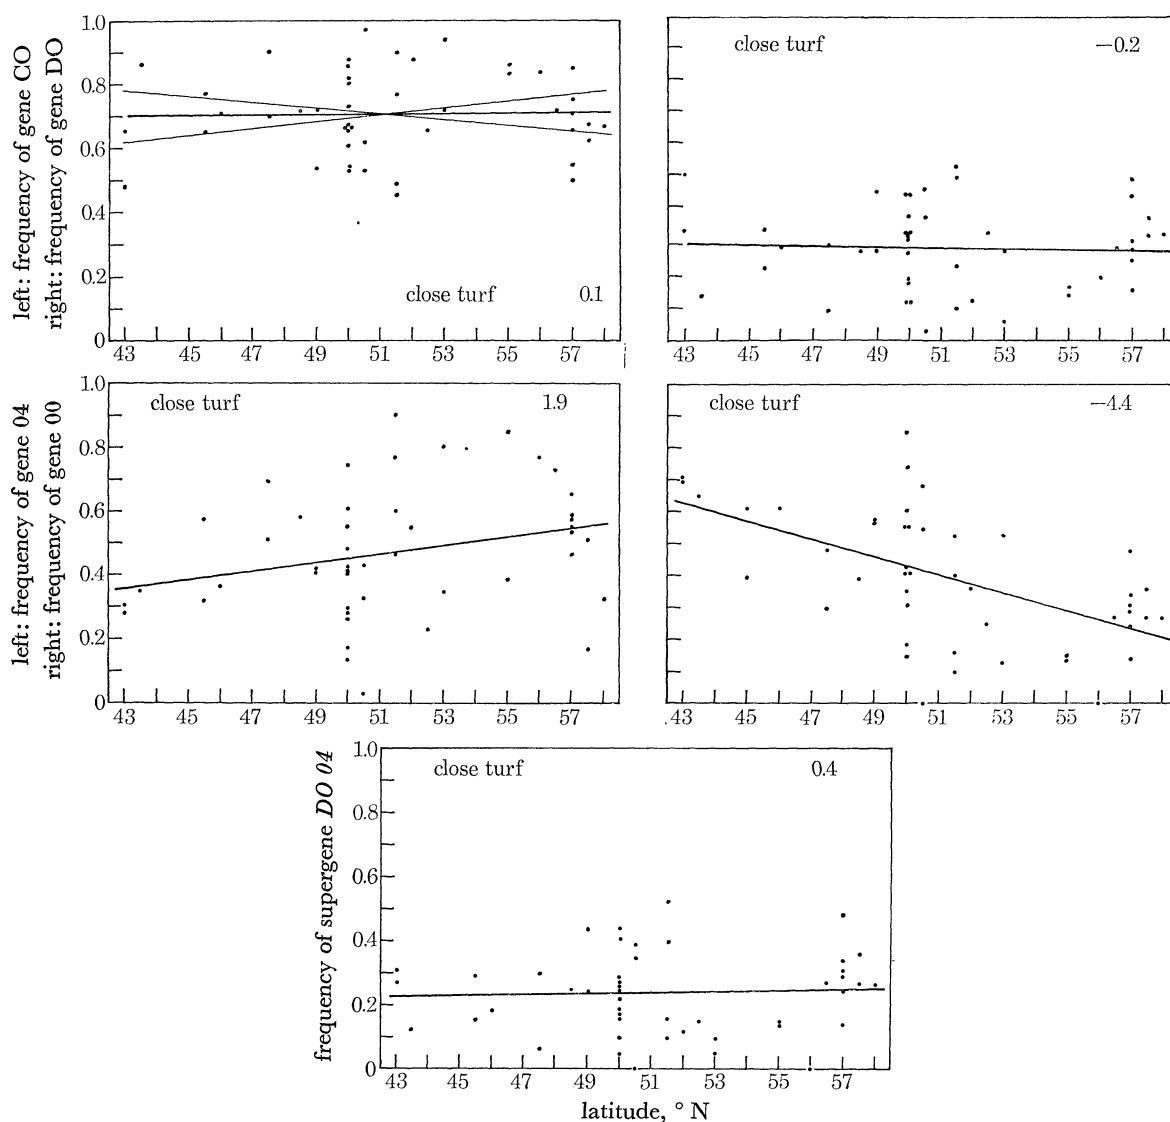 left: frequency of gene CO
right: frequency of gene DO
1.0
0.8
0.6
0.4
0.2
0
close turf 0.1
43 45 47 49 51 53 55 57
close turf −0.2
43 45 47 49 51 53 55 57
left: frequency of gene 04
right: frequency of gene 00
1.0
0.8
0.6
0.4
0.2
0
close turf 1.9
43 45 47 49 51 53 55 57
close turf −4.4
43 45 47 49 51 53 55 57
frequency of supergene DO 04
1.0
0.8
0.6
0.4
0.2
0
close turf 0.4
43 45 47 49 51 53 55 57
latitude, ° N